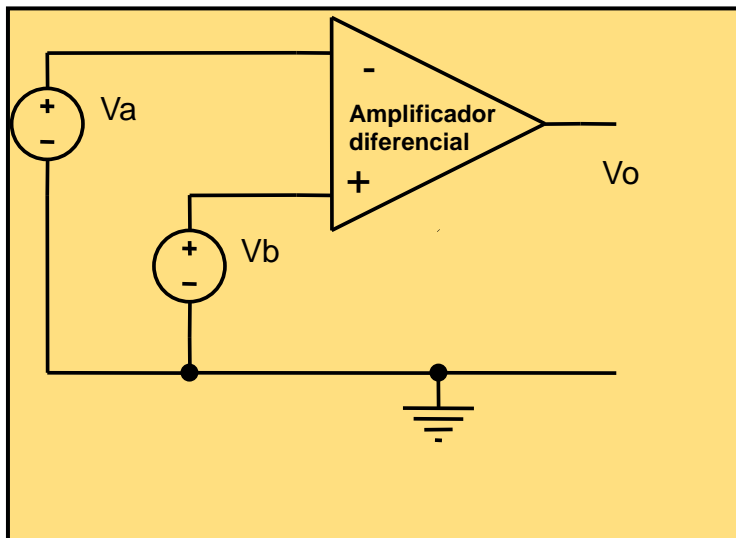 -
+
-
Va
Amplificador
diferencial
+
Vo
+
-
Vb